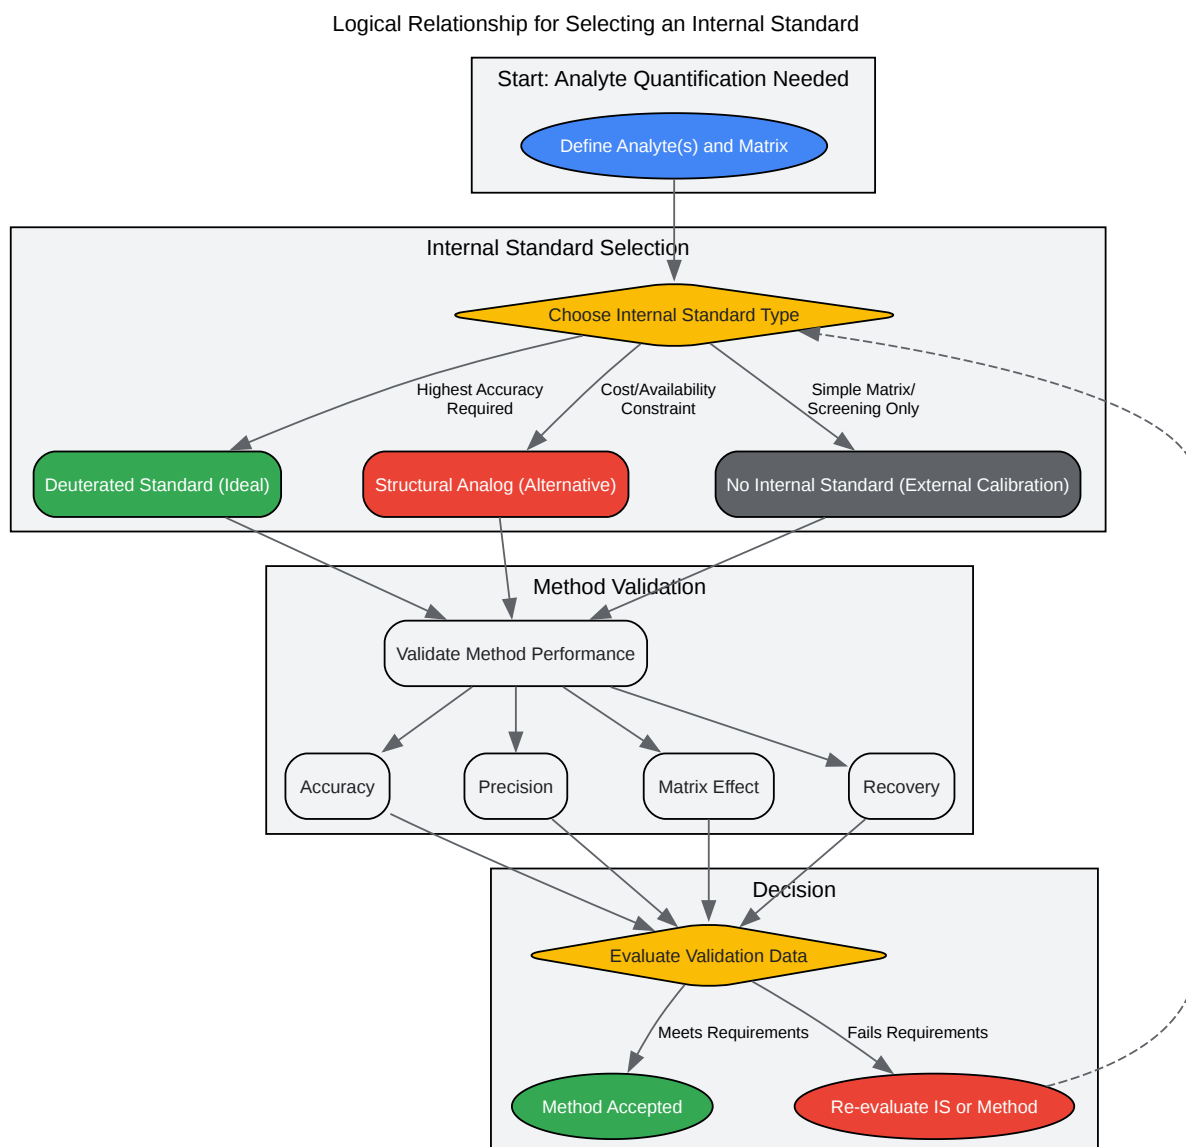 Logical Relationship for Selecting an Internal Standard
Start: Analyte Quantification Needed
Define Analyte(s) and Matrix
Internal Standard Selection
Choose Internal Standard Type
Highest Accuracy
Required
Cost/Availability
Constraint
Simple Matrix/
Screening Only
Deuterated Standard (Ideal)
Structural Analog (Alternative)
No Internal Standard (External Calibration)
Method Validation
Validate Method Performance
Accuracy
Precision
Matrix Effect
Recovery
Decision
Evaluate Validation Data
Meets Requirements
Fails Requirements
Method Accepted
Re-evaluate IS or Method